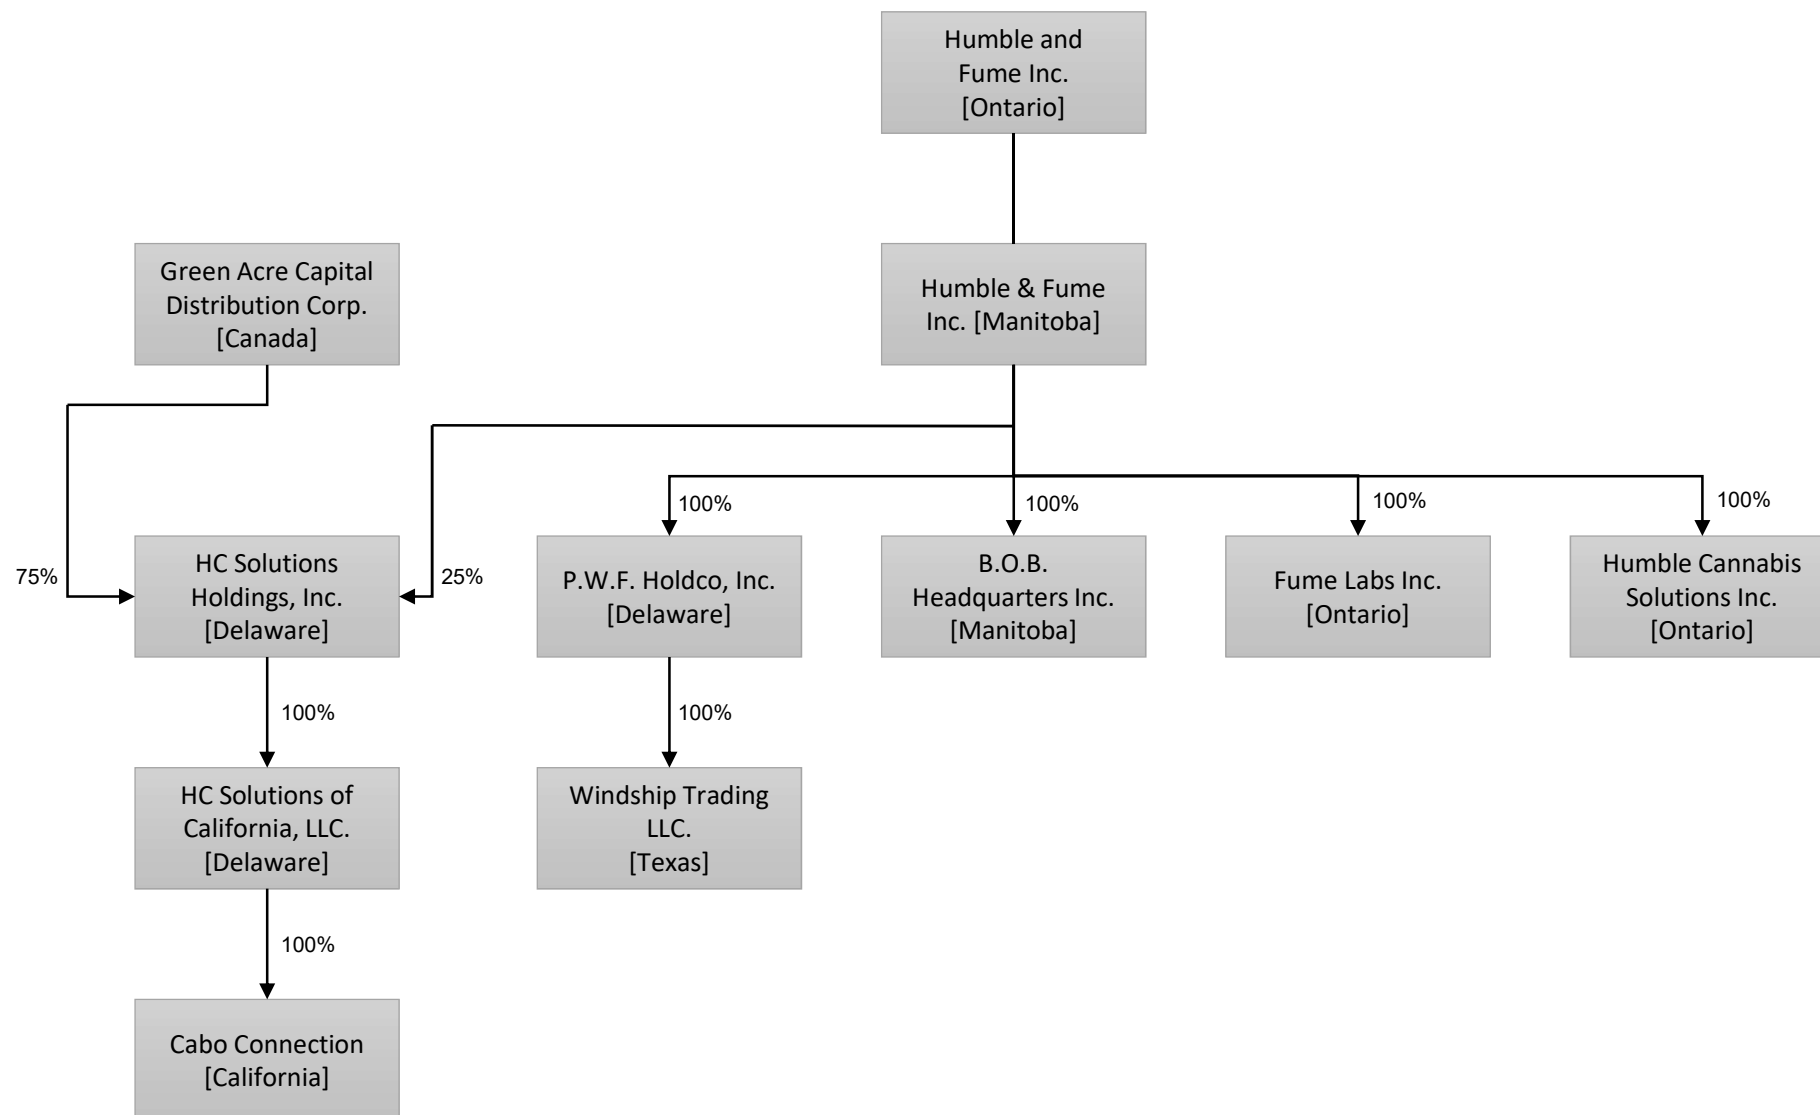 Humble and
Fume Inc.
[Ontario]
Green Acre Capital
Distribution Corp.
[Canada]
Humble & Fume
Inc. [Manitoba]
100%
100%
100%
100%
75%
HC Solutions
Holdings, Inc.
[Delaware]
25%
P.W.F. Holdco, Inc.
[Delaware]
B.O.B.
Headquarters Inc.
[Manitoba]
Fume Labs Inc.
[Ontario]
Humble Cannabis
Solutions Inc.
[Ontario]
100%
100%
HC Solutions of
California, LLC.
[Delaware]
Windship Trading
LLC.
[Texas]
100%
Cabo Connection
[California]